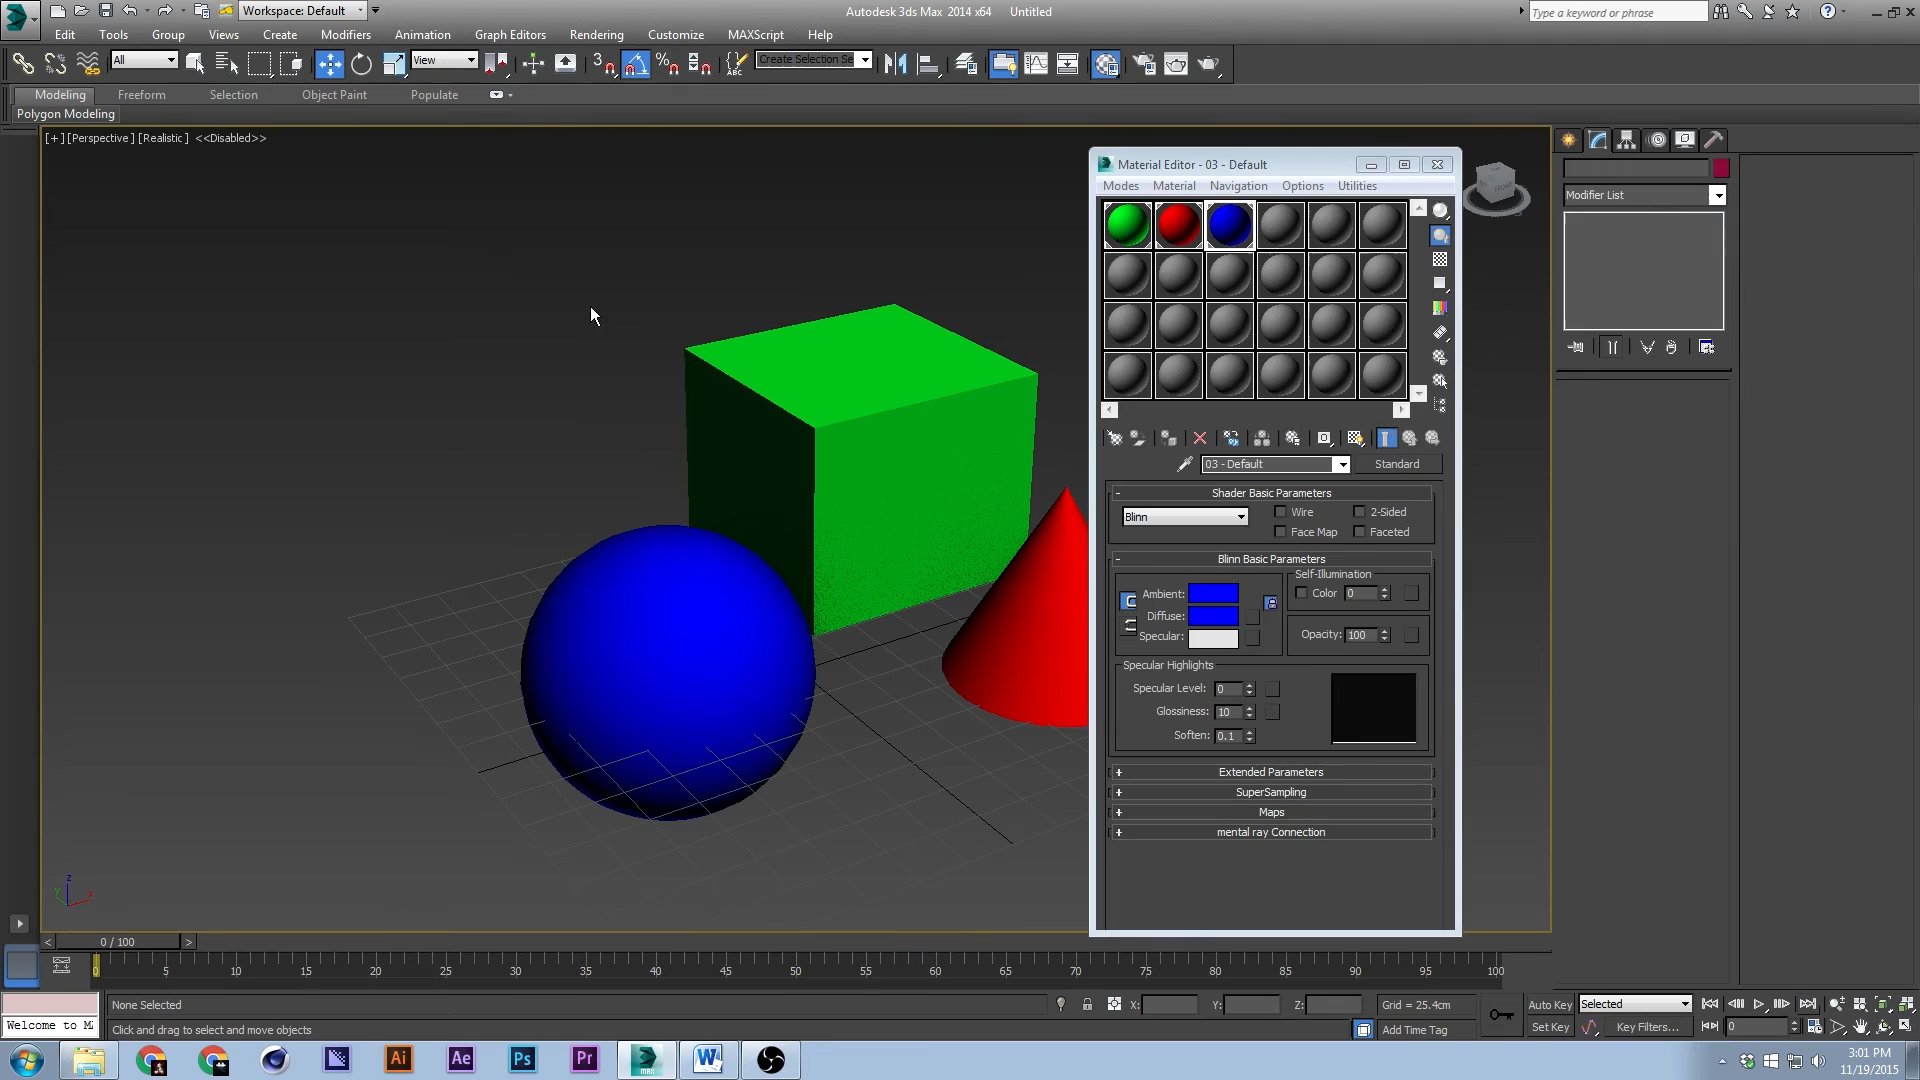 Workspace: Default
Autodesk 3ds Max 2014 x64 Untitled
Type a keyword or phrase
Edit Tools Group Views Create Modifiers Animation Graph Editors Rendering Customize MAXScript Help
All View 3 % ABC Create Selection Se
Modeling Freeform Selection Object Paint Populate
Polygon Modeling
[+][Perspective][Realistic] <<Disabled>>
Material Editor - 03 - Default
Modes Material Navigation Options Utilities
Modifier List
03 - Default Standard
- Shader Basic Parameters
Blinn Wire 2-Sided
Face Map Faceted
- Blinn Basic Parameters
Self-Illumination
Ambient: Color 0
Diffuse:
Specular: Opacity: 100
Specular Highlights
Specular Level: 0
Glossiness: 10
Soften: 0.1
+ Extended Parameters
+ SuperSampling
+ Maps
+ mental ray Connection
z
x
< 0 / 100 >
0 5 10 15 20 25 30 35 40 45 50 55 60 65 70 75 80 85 90 95 100
None Selected X: Y: Z: Grid = 25.4cm Auto Key Selected
Welcome to M Click and drag to select and move objects Add Time Tag Set Key Key Filters... 0
Ai Ae Ps Pr MAX W
3:01 PM
11/19/2015